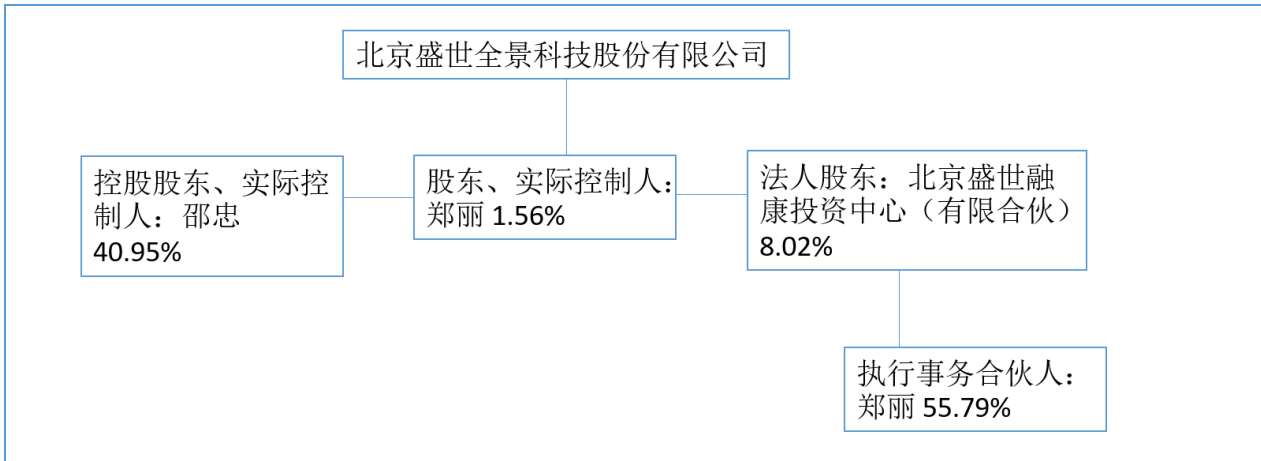 北京盛世全景科技股份有限公司
控股股东、实际控
制人：邵忠
40.95%
股东、实际控制人：
郑丽 1.56%
法人股东：北京盛世融
康投资中心（有限合伙）
8.02%
执行事务合伙人：
郑丽 55.79%